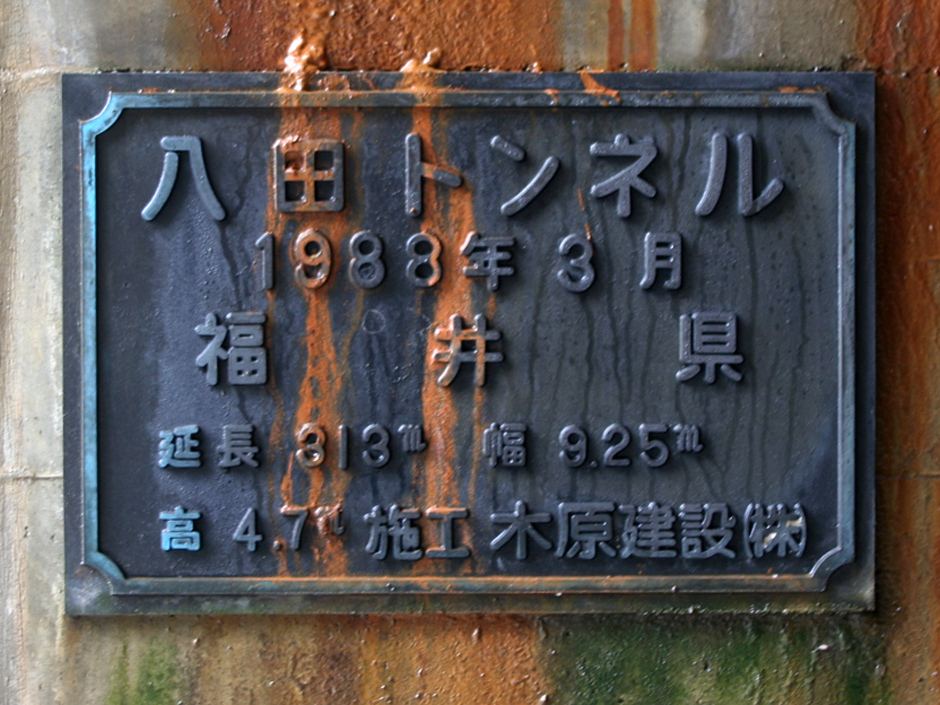 八田トンネル
1988年3月
福井県
延長 313m 幅 9.25m
高 4.7m 施工 木原建設(株)